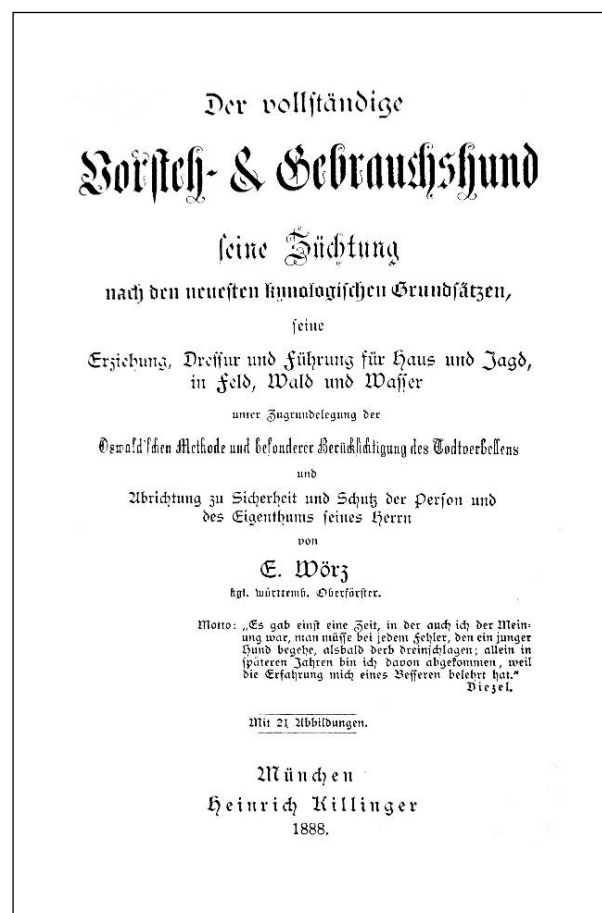 Der vollständige
Vorsteh- & Gebrauchshund
seine Züchtung
nach den neuesten kynologischen Grundsätzen,
seine
Erziehung, Dressur und Führung für Haus und Jagd,
in Feld, Wald und Wasser
unter Zugrundelegung der
Oswald'schen Methode und besonderer Berücksichtigung des Todtverbellens
und
Abrichtung zu Sicherheit und Schutz der Person und
des Eigenthums seines Herrn
von
E. Wörz
kgl. württemb. Oberförster.
Motto: „Es gab einst eine Zeit, in der auch ich der Mein-
ung war, man müsse bei jedem Fehler, den ein junger
Hund begehe, alsbald derb dreinschlagen; allein in
späteren Jahren bin ich davon abgekommen, weil
die Erfahrung mich eines Besseren belehrt hat.“
Diezel.
Mit 21 Abbildungen.
München
Heinrich Killinger
1888.